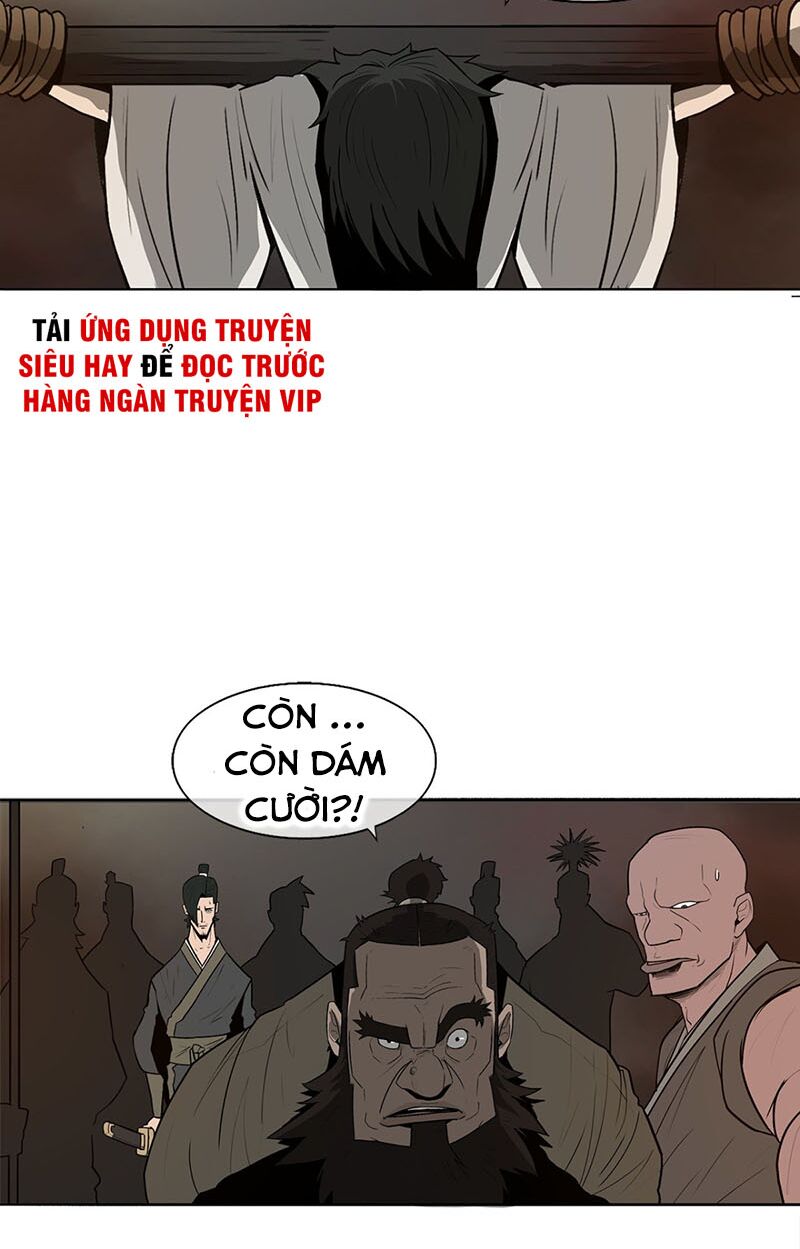 TẢI ỨNG DỤNG TRUYỆN
SIÊU HAY ĐỂ ĐỌC TRƯỚC
HÀNG NGÀN TRUYỆN VIP
CÒN ...
CÒN DÁM
CƯỜI?!